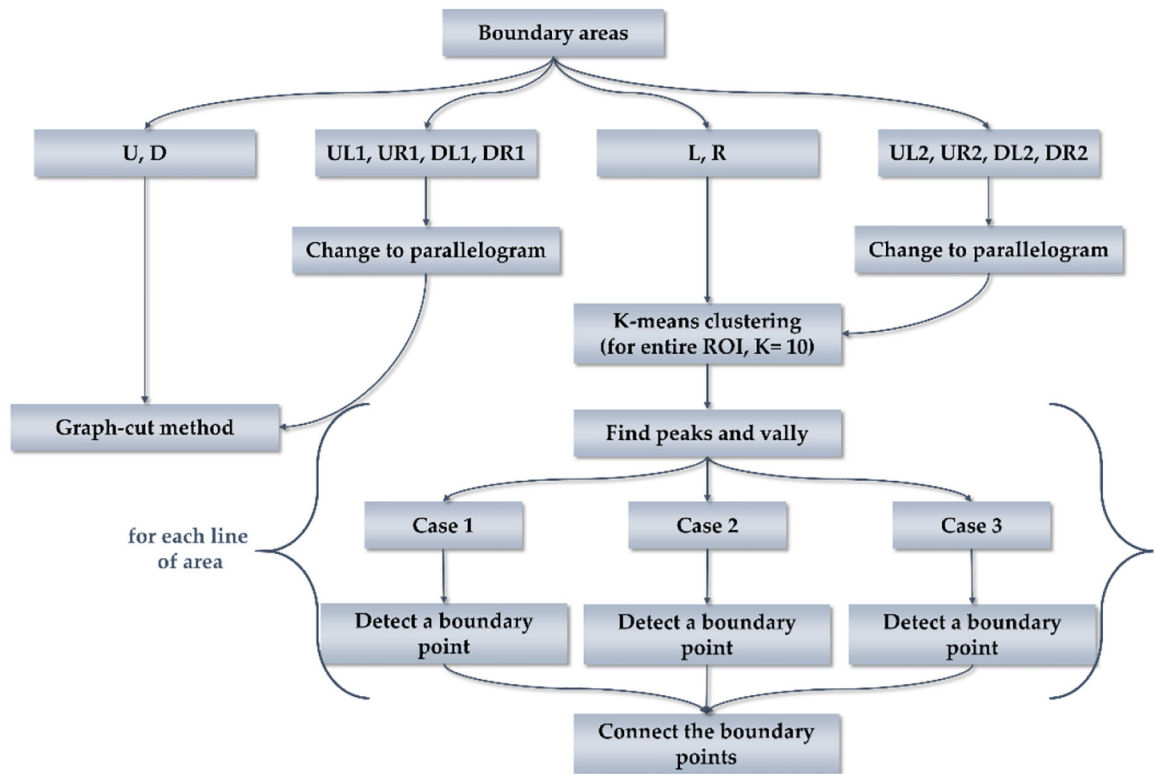 Boundary areas
U, D
UL1, UR1, DL1, DR1
L, R
UL2, UR2, DL2, DR2
Change to parallelogram
Change to parallelogram
K-means clustering
(for entire ROI, K= 10)
Graph-cut method
Find peaks and vally
for each line
of area
Case 1
Case 2
Case 3
Detect a boundary
point
Detect a boundary
point
Detect a boundary
point
Connect the boundary
points